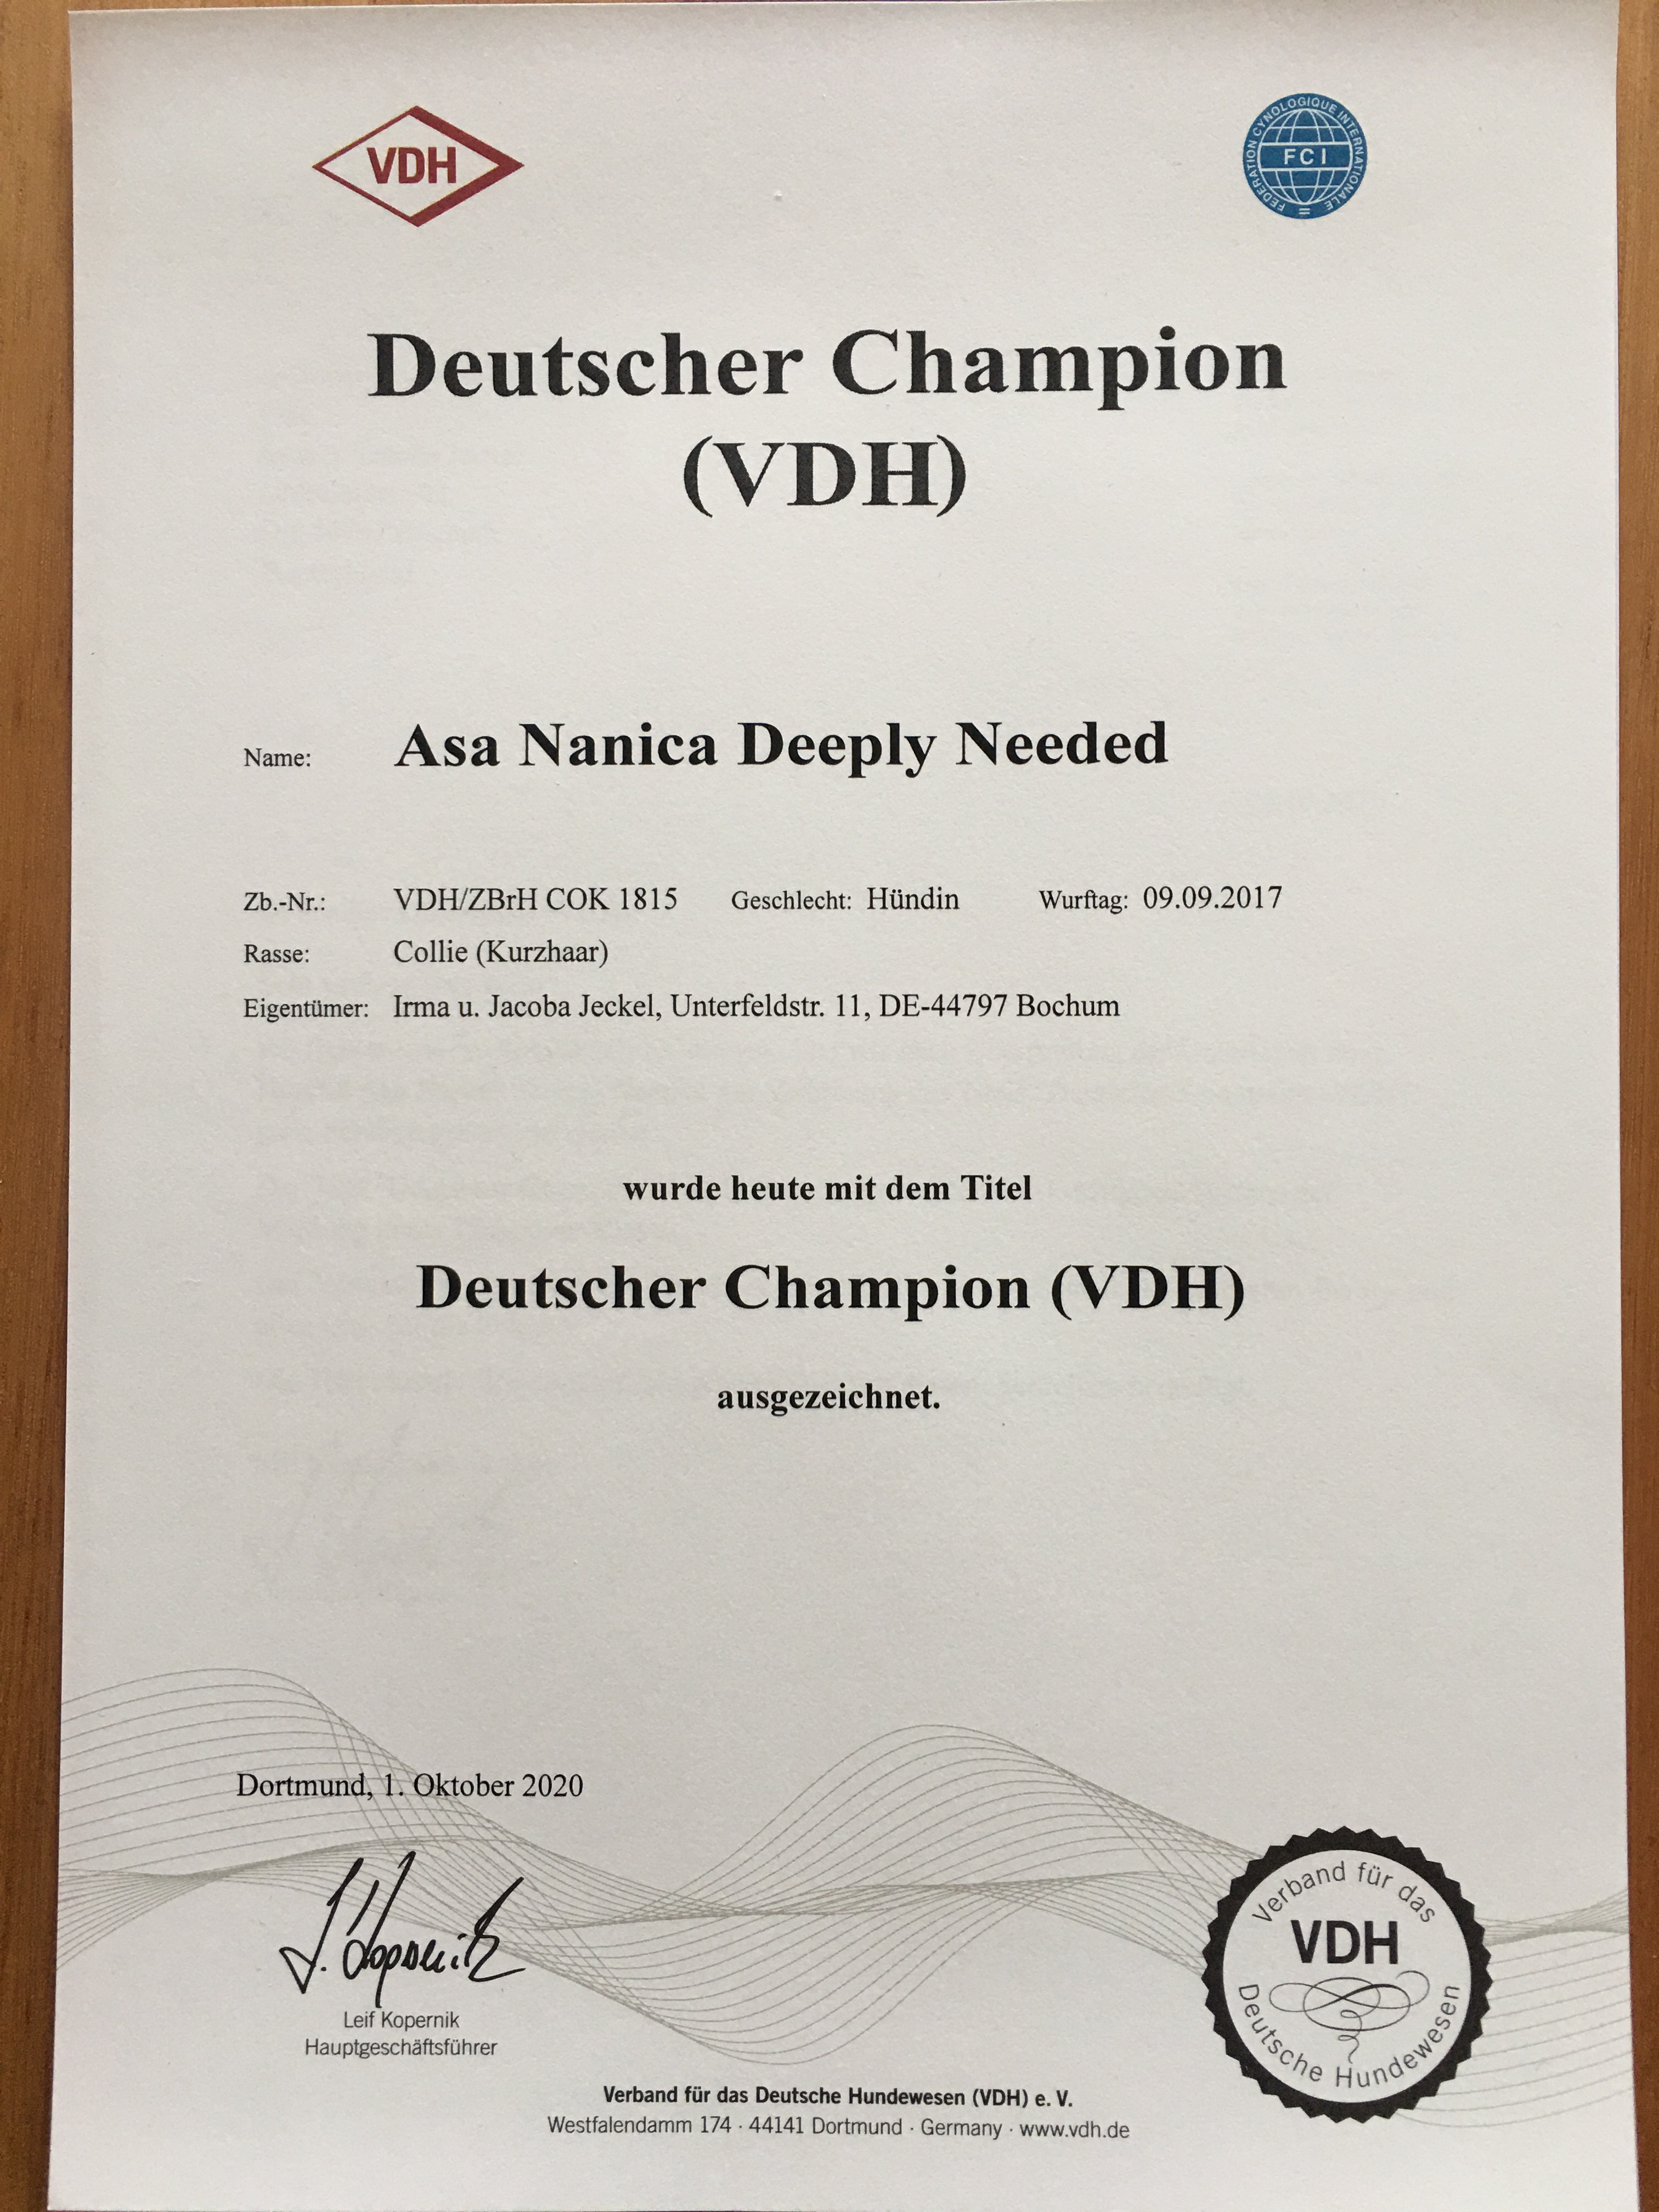 VDH
FEDERATION CYNOLOGIQUE INTERNATIONALE
FCI
Deutscher Champion
(VDH)
Name: Asa Nanica Deeply Needed
Zb.-Nr.: VDH/ZBrH COK 1815 Geschlecht: Hündin Wurftag: 09.09.2017
Rasse: Collie (Kurzhaar)
Eigentümer: Irma u. Jacoba Jeckel, Unterfeldstr. 11, DE-44797 Bochum
wurde heute mit dem Titel
Deutscher Champion (VDH)
ausgezeichnet.
Dortmund, 1. Oktober 2020
L. Kopernik
Leif Kopernik
Hauptgeschäftsführer
Verband für das
VDH
Deutsche Hundewesen
Verband für das Deutsche Hundewesen (VDH) e. V.
Westfalendamm 174 · 44141 Dortmund · Germany · www.vdh.de